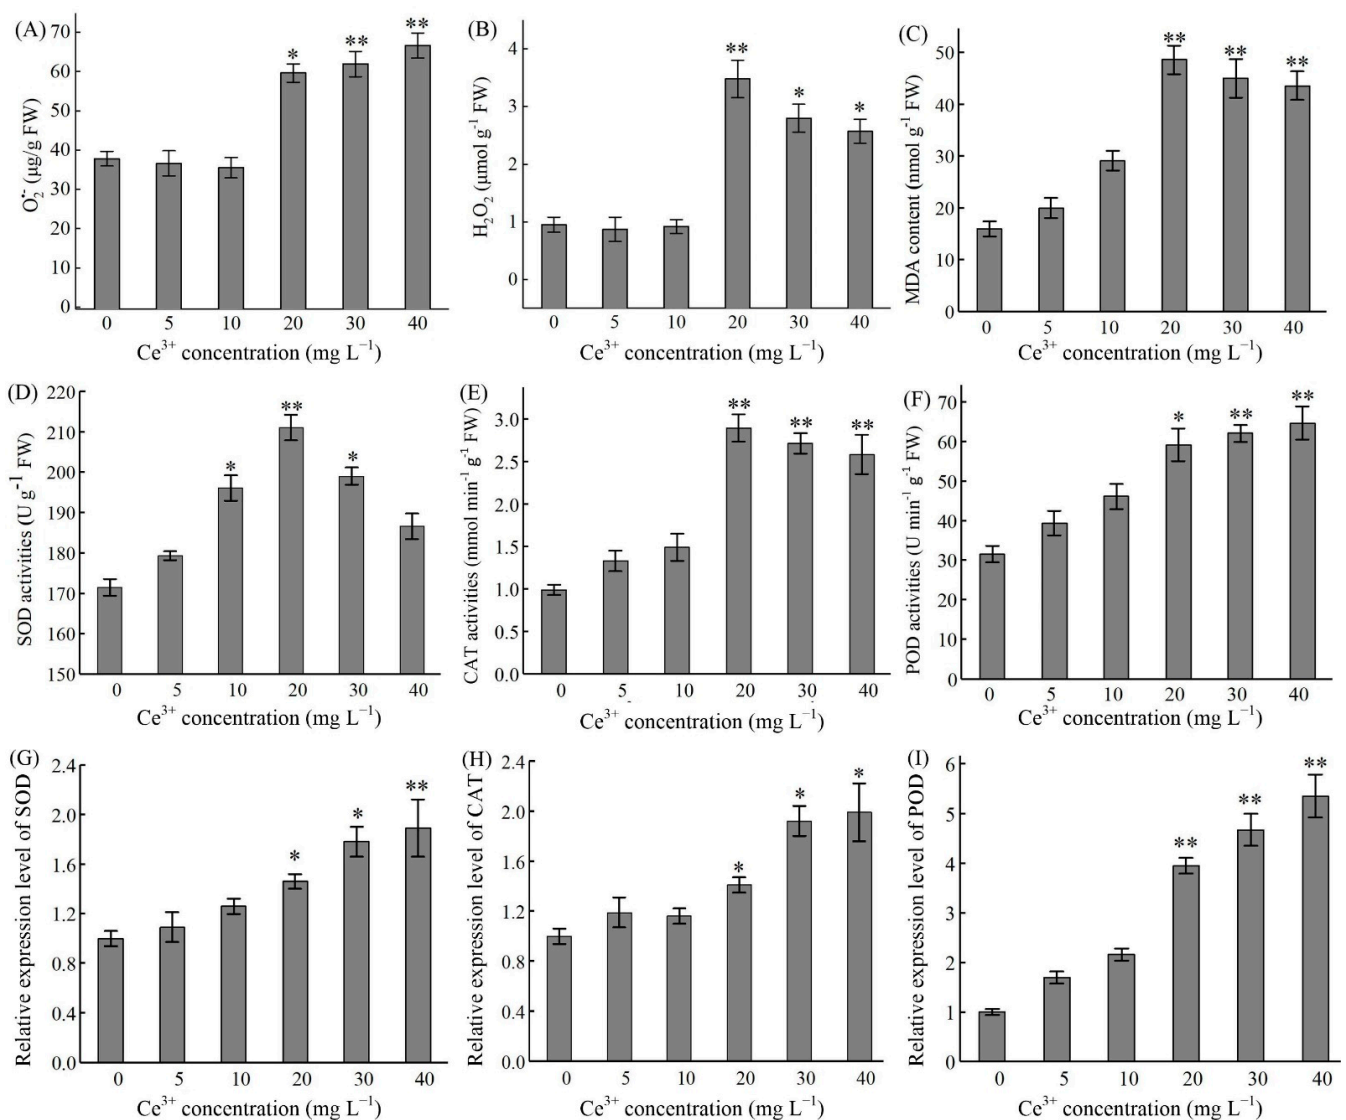 (A)
O₂•⁻ (µg/g FW)
70
60
50
40
30
20
10
0
* ** **
0 5 10 20 30 40
Ce³⁺ concentration (mg L⁻¹)
(B)
H₂O₂ (µmol g⁻¹ FW)
4
3
2
1
0
** * *
0 5 10 20 30 40
Ce³⁺ concentration (mg L⁻¹)
(C)
MDA content (nmol g⁻¹ FW)
50
40
30
20
10
0
** ** **
0 5 10 20 30 40
Ce³⁺ concentration (mg L⁻¹)
(D)
SOD activities (U g⁻¹ FW)
220
210
200
190
180
170
160
150
* ** *
0 5 10 20 30 40
Ce³⁺ concentration (mg L⁻¹)
(E)
CAT activities (mmol min⁻¹ g⁻¹ FW)
3.0
2.5
2.0
1.5
1.0
0.5
0.0
** ** **
0 5 10 20 30 40
Ce³⁺ concentration (mg L⁻¹)
(F)
POD activities (U min⁻¹ g⁻¹ FW)
70
60
50
40
30
20
10
0
* ** **
0 5 10 20 30 40
Ce³⁺ concentration (mg L⁻¹)
(G)
Relative expression level of SOD
2.4
2.0
1.6
1.2
0.8
0.4
0.0
* * **
0 5 10 20 30 40
Ce³⁺ concentration (mg L⁻¹)
(H)
Relative expression level of CAT
2.4
2.0
1.6
1.2
0.8
0.4
0.0
* * *
0 5 10 20 30 40
Ce³⁺ concentration (mg L⁻¹)
(I)
Relative expression level of POD
6
5
4
3
2
1
0
** ** **
0 5 10 20 30 40
Ce³⁺ concentration (mg L⁻¹)